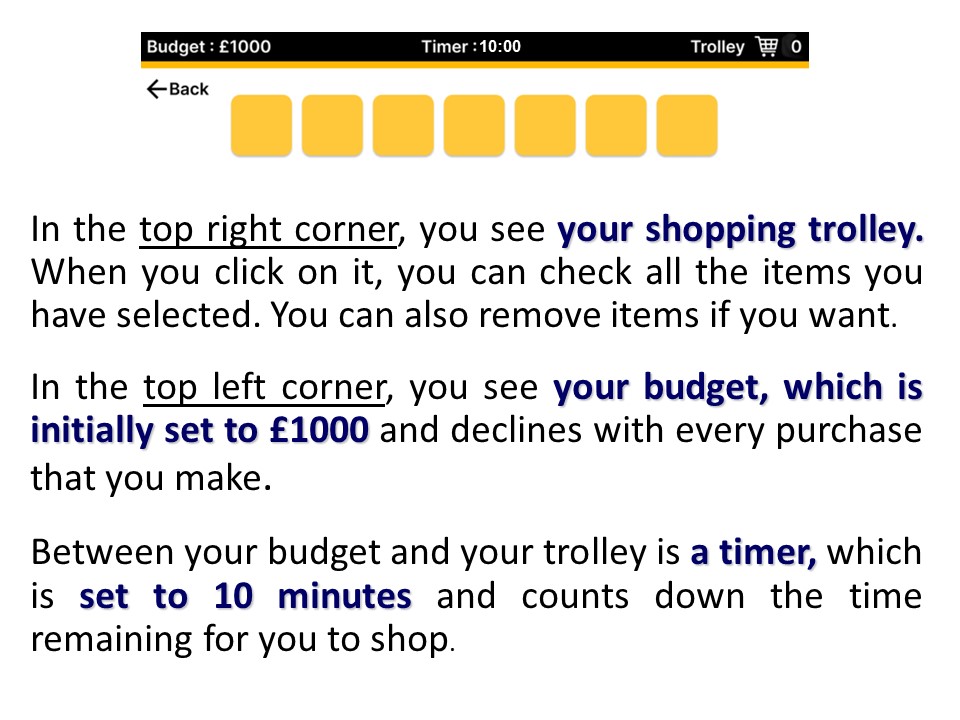 Budget : £1000 Timer : 10:00 Trolley 0
Back
In the top right corner, you see your shopping trolley.
When you click on it, you can check all the items you
have selected. You can also remove items if you want.
In the top left corner, you see your budget, which is
initially set to £1000 and declines with every purchase
that you make.
Between your budget and your trolley is a timer, which
is set to 10 minutes and counts down the time
remaining for you to shop.